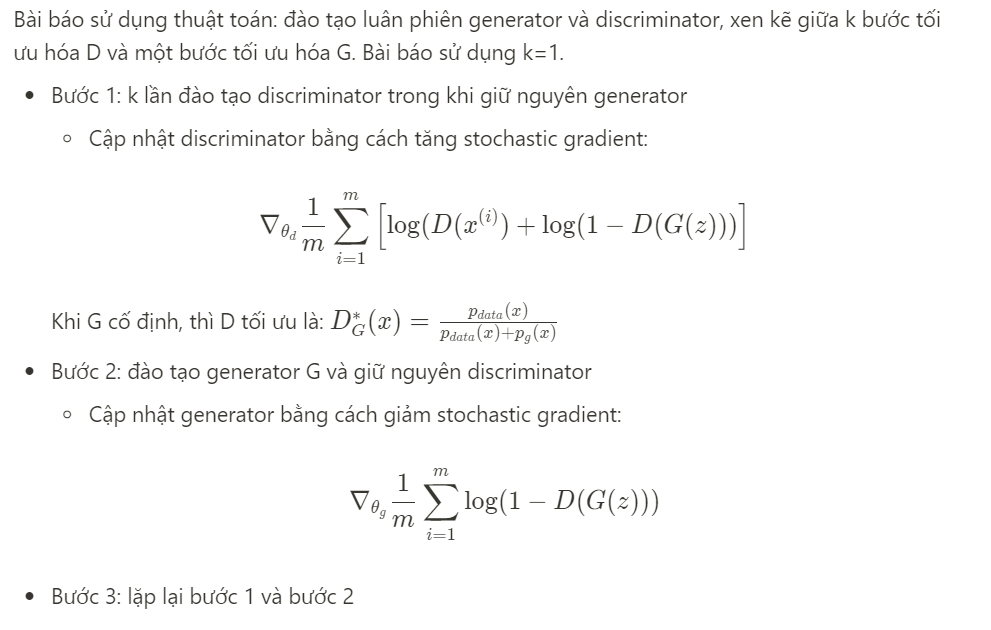 Bài báo sử dụng thuật toán: đào tạo luân phiên generator và discriminator, xen kẽ giữa k bước tối
ưu hóa D và một bước tối ưu hóa G. Bài báo sử dụng k=1.
• Bước 1: k lần đào tạo discriminator trong khi giữ nguyên generator
◦ Cập nhật discriminator bằng cách tăng stochastic gradient:
$\nabla_{\theta_d} \frac{1}{m} \sum_{i=1}^{m} \left[ \log(D(x^{(i)}) + \log(1 - D(G(z))) \right]$
Khi G cố định, thì D tối ưu là: $D_G^*(x) = \frac{p_{data}(x)}{p_{data}(x)+p_g(x)}$
• Bước 2: đào tạo generator G và giữ nguyên discriminator
◦ Cập nhật generator bằng cách giảm stochastic gradient:
$\nabla_{\theta_g} \frac{1}{m} \sum_{i=1}^{m} \log(1 - D(G(z)))$
• Bước 3: lặp lại bước 1 và bước 2